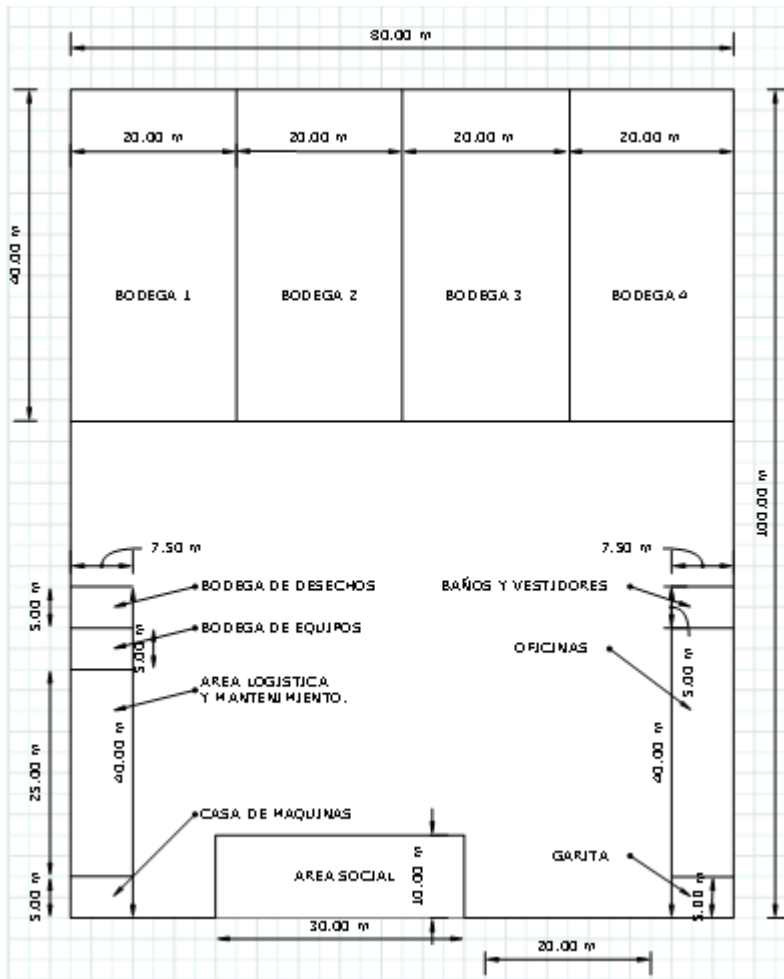 80.00 m
20.00 m 20.00 m 20.00 m 20.00 m
40.00 m
BODEGA 1 BODEGA 2 BODEGA 3 BODEGA 4
100.00 m
7.50 m 7.50 m
5.00 m
BODEGA DE DESECHOS
BAÑOS Y VESTIDORES
BODEGA DE EQUIPOS
5.00 m
OFICINAS
5.00 m
AREA LOGISTICA
Y MANTENIMIENTO.
40.00 m
40.00 m
25.00 m
CASA DE MAQUINAS
GARITA
AREA SOCIAL
10.00 m
5.00 m
5.00 m
30.00 m
20.00 m